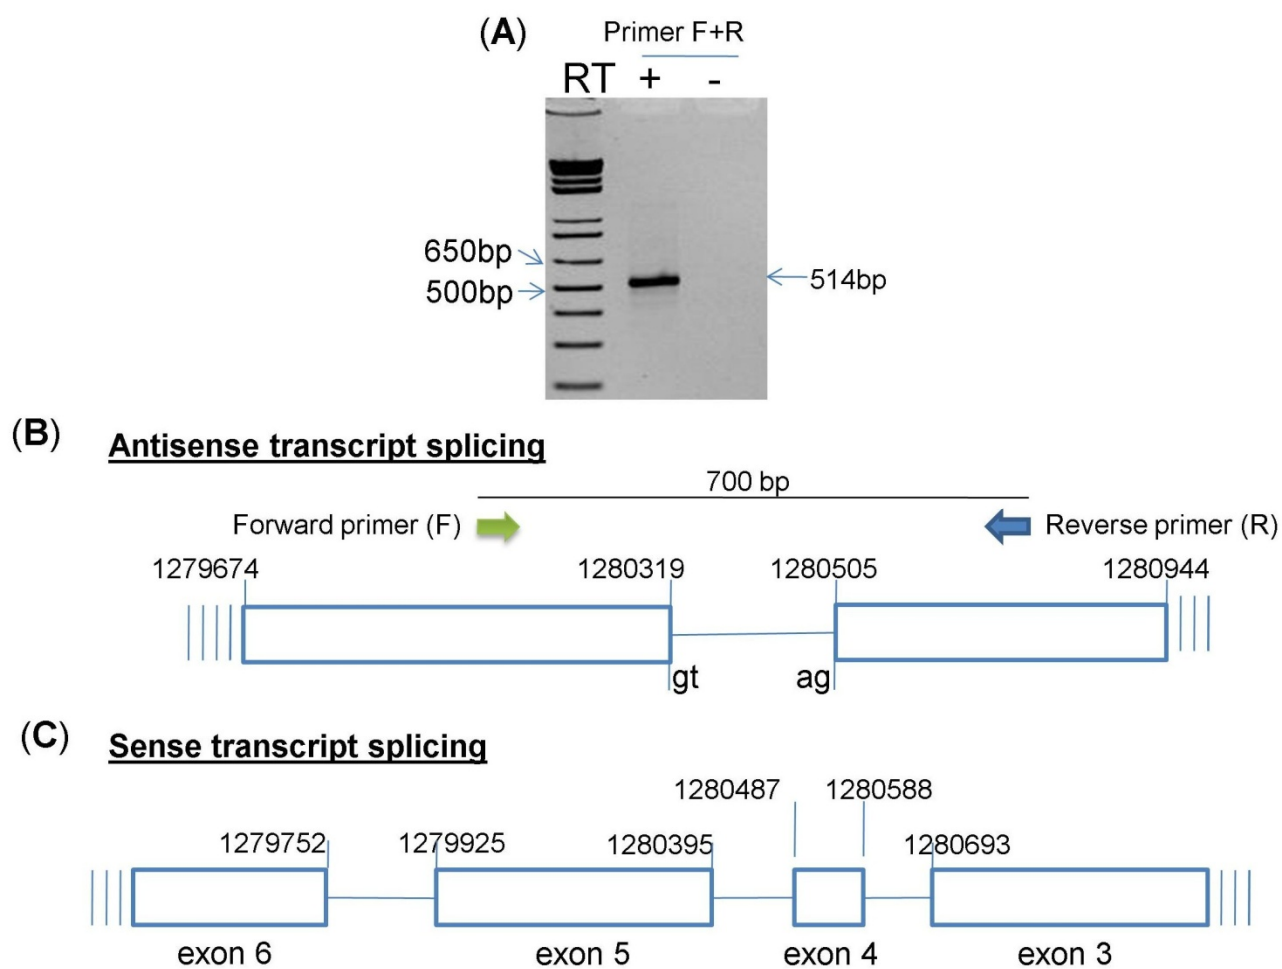 (A) Primer F+R
RT + -
650bp
500bp
514bp
(B) Antisense transcript splicing
700 bp
Forward primer (F) Reverse primer (R)
1279674 1280319 1280505 1280944
gt ag
(C) Sense transcript splicing
1280487 1280588
1279752 1279925 1280395 1280693
exon 6 exon 5 exon 4 exon 3